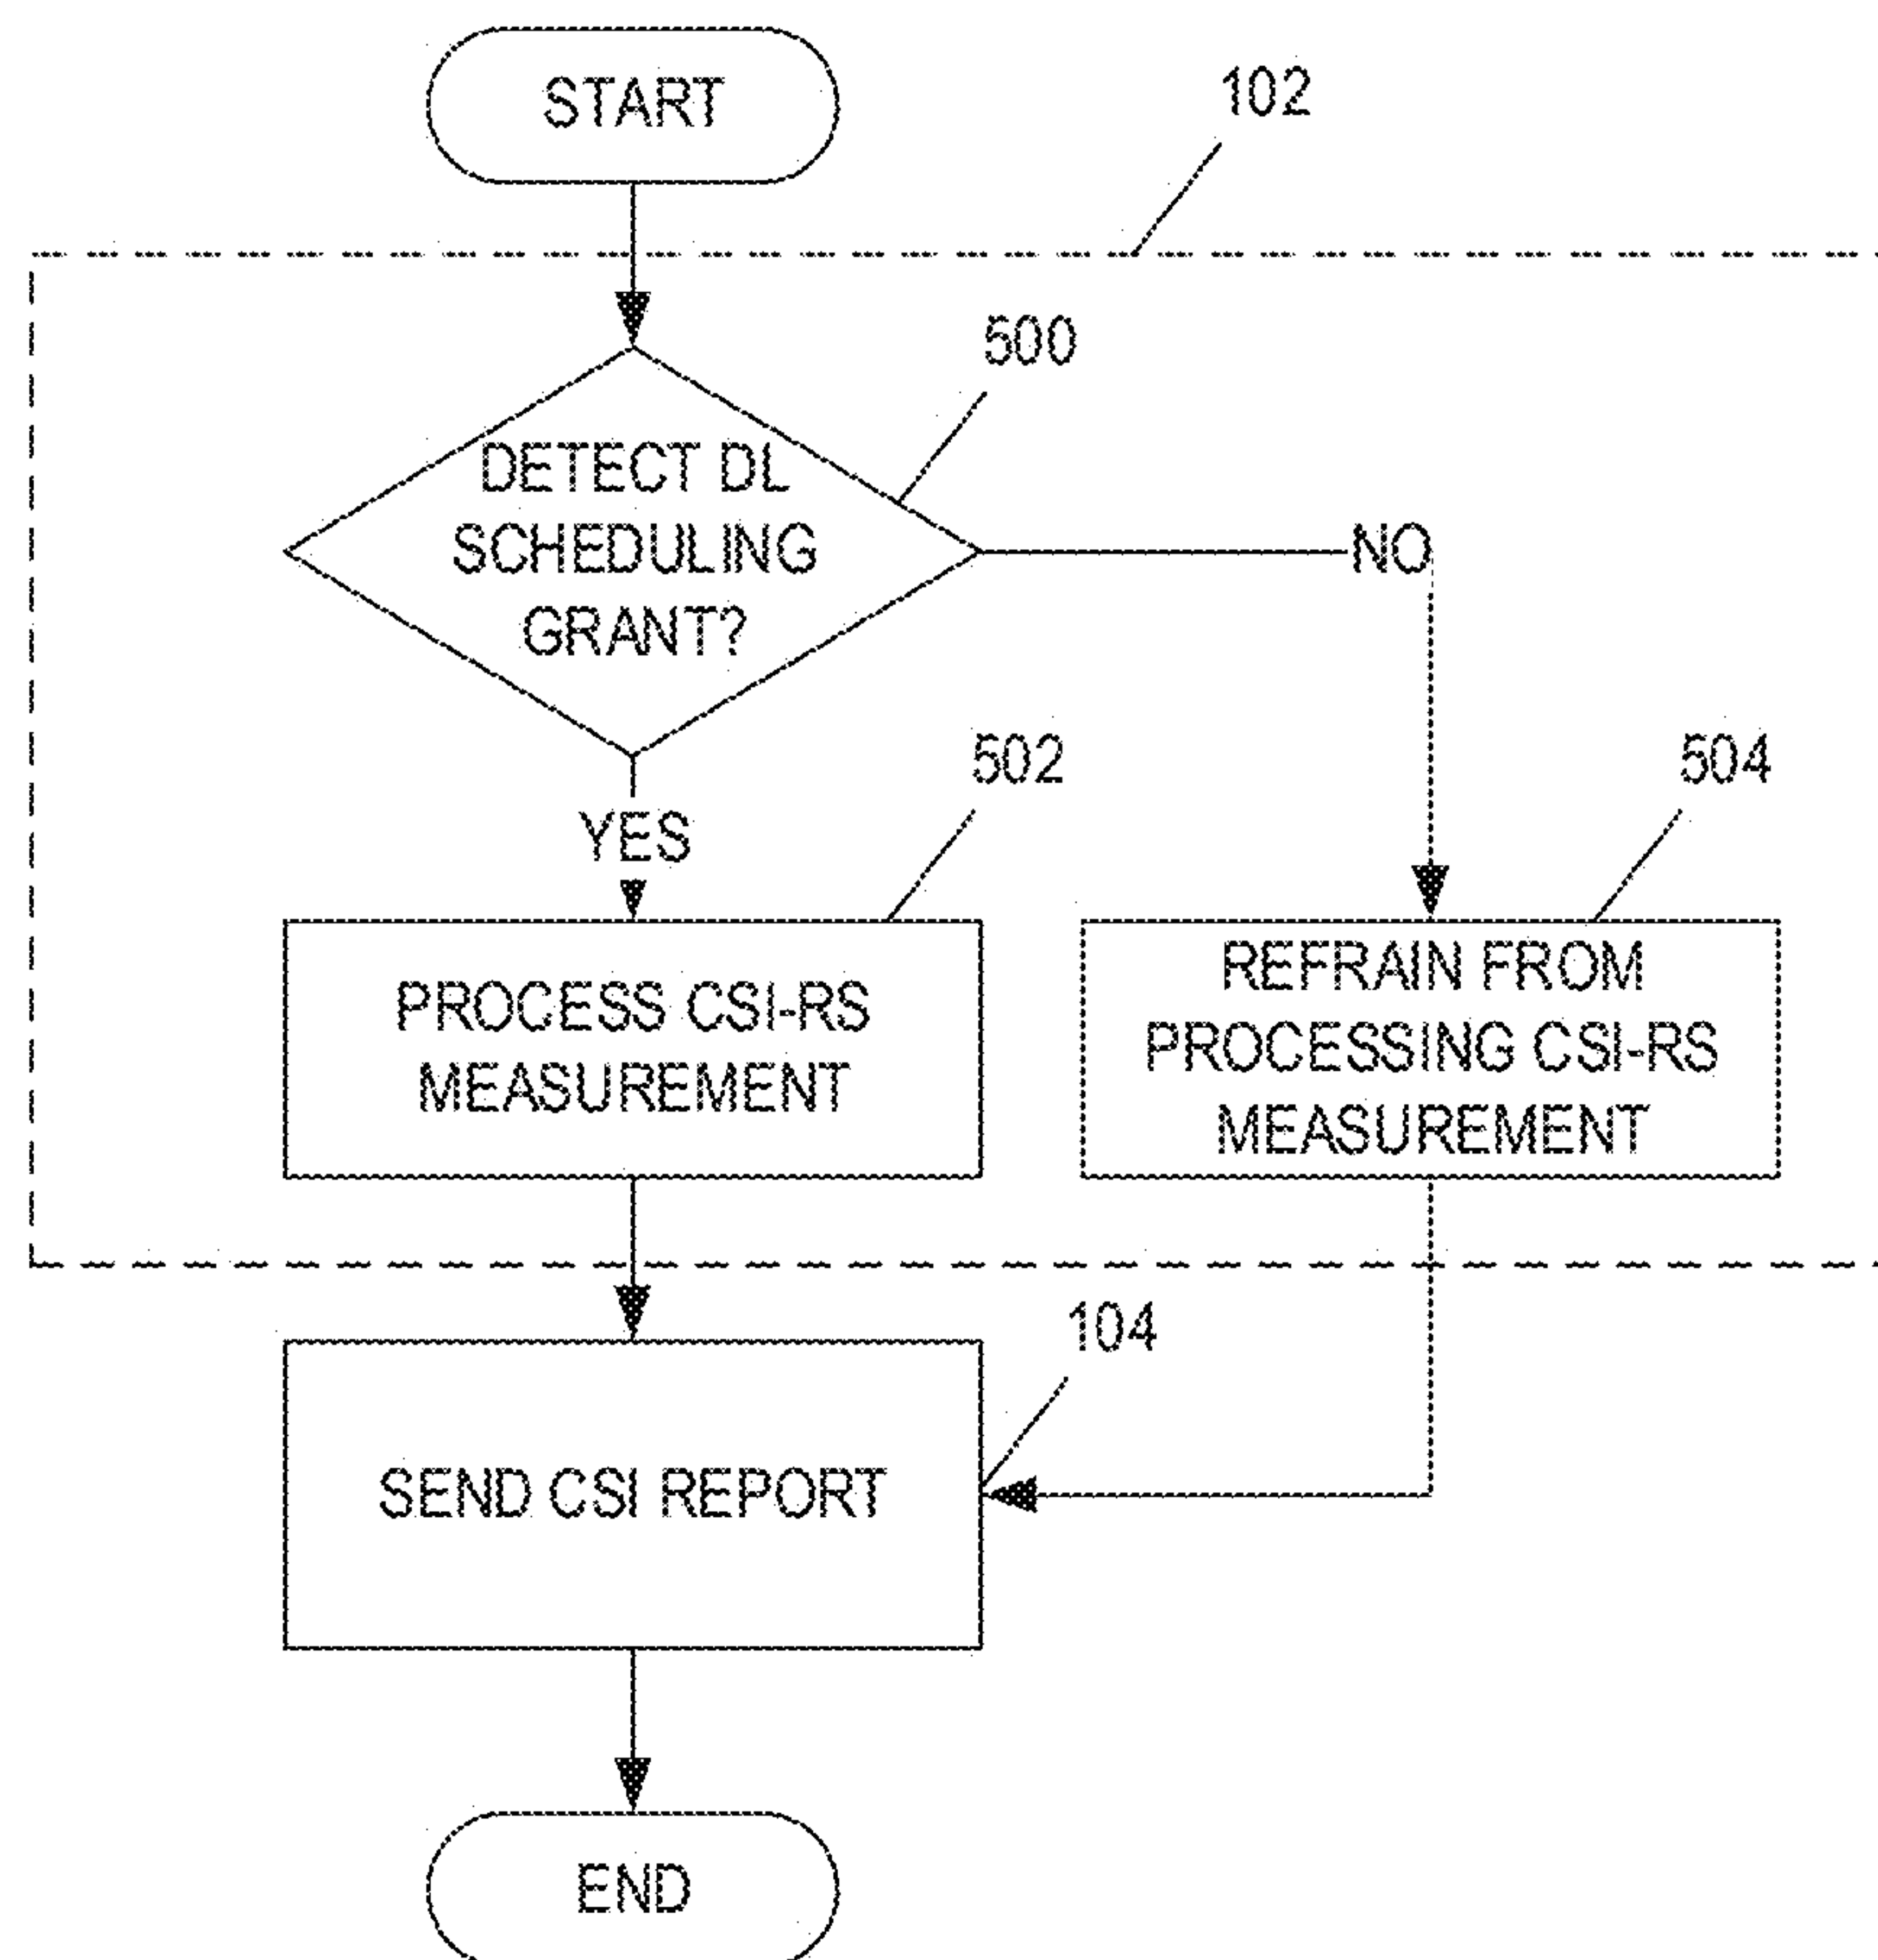 START
102
500
DETECT DL
SCHEDULING
GRANT?
NO
YES
502
504
PROCESS CSI-RS
MEASUREMENT
REFRAIN FROM
PROCESSING CSI-RS
MEASUREMENT
104
SEND CSI REPORT
END